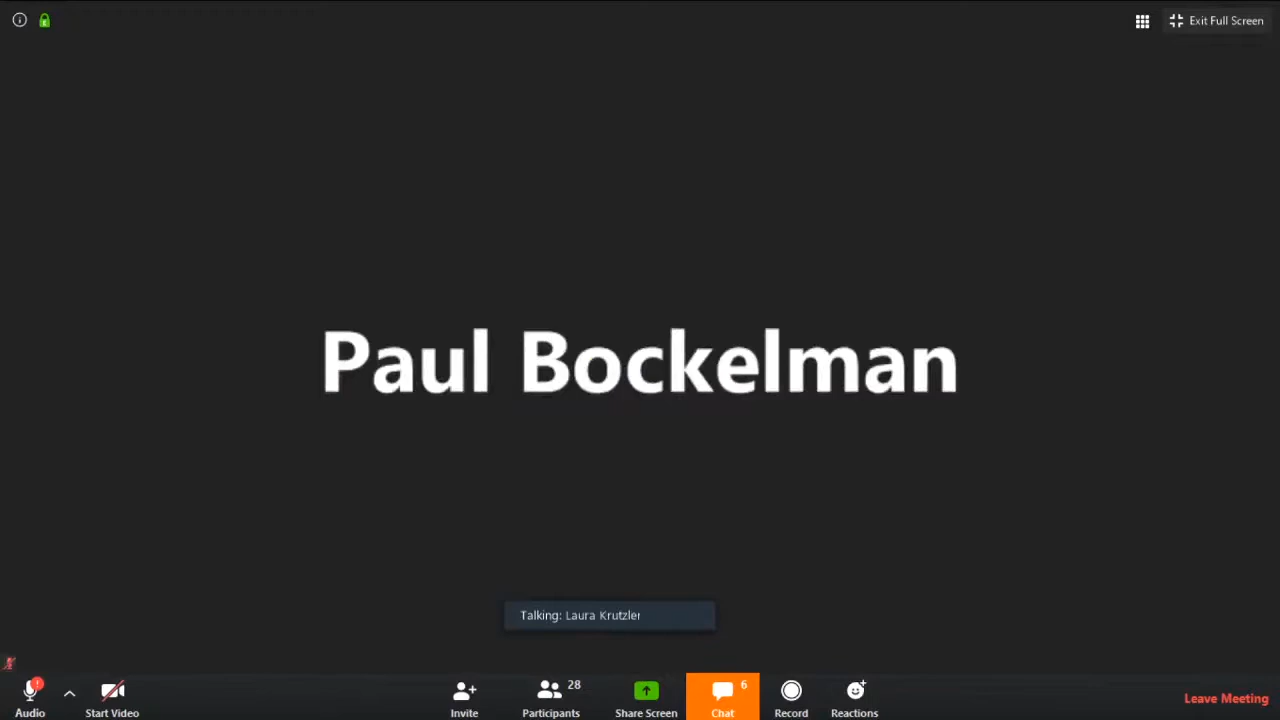 Exit Full Screen
Paul Bockelman
Talking: Laura Krutzler
Audio
Start Video
Invite
Participants 28
Share Screen
Chat 6
Record
Reactions
Leave Meeting